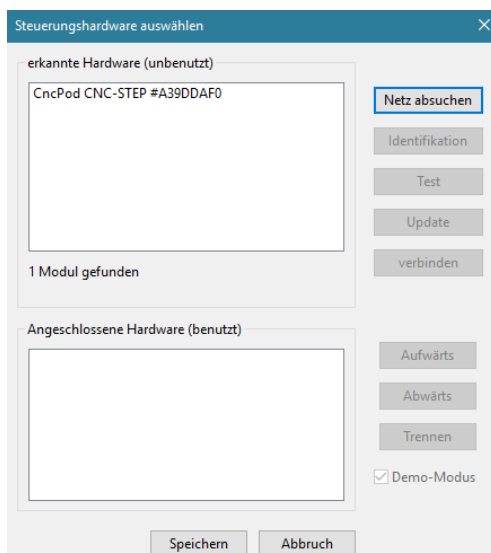 Steuerungshardware auswählen
erkannte Hardware (unbenutzt)
CncPod CNC-STEP #A39DDAF0
Netz absuchen
Identifikation
Test
Update
verbinden
1 Modul gefunden
Angeschlossene Hardware (benutzt)
Aufwärts
Abwärts
Trennen
Demo-Modus
Speichern
Abbruch